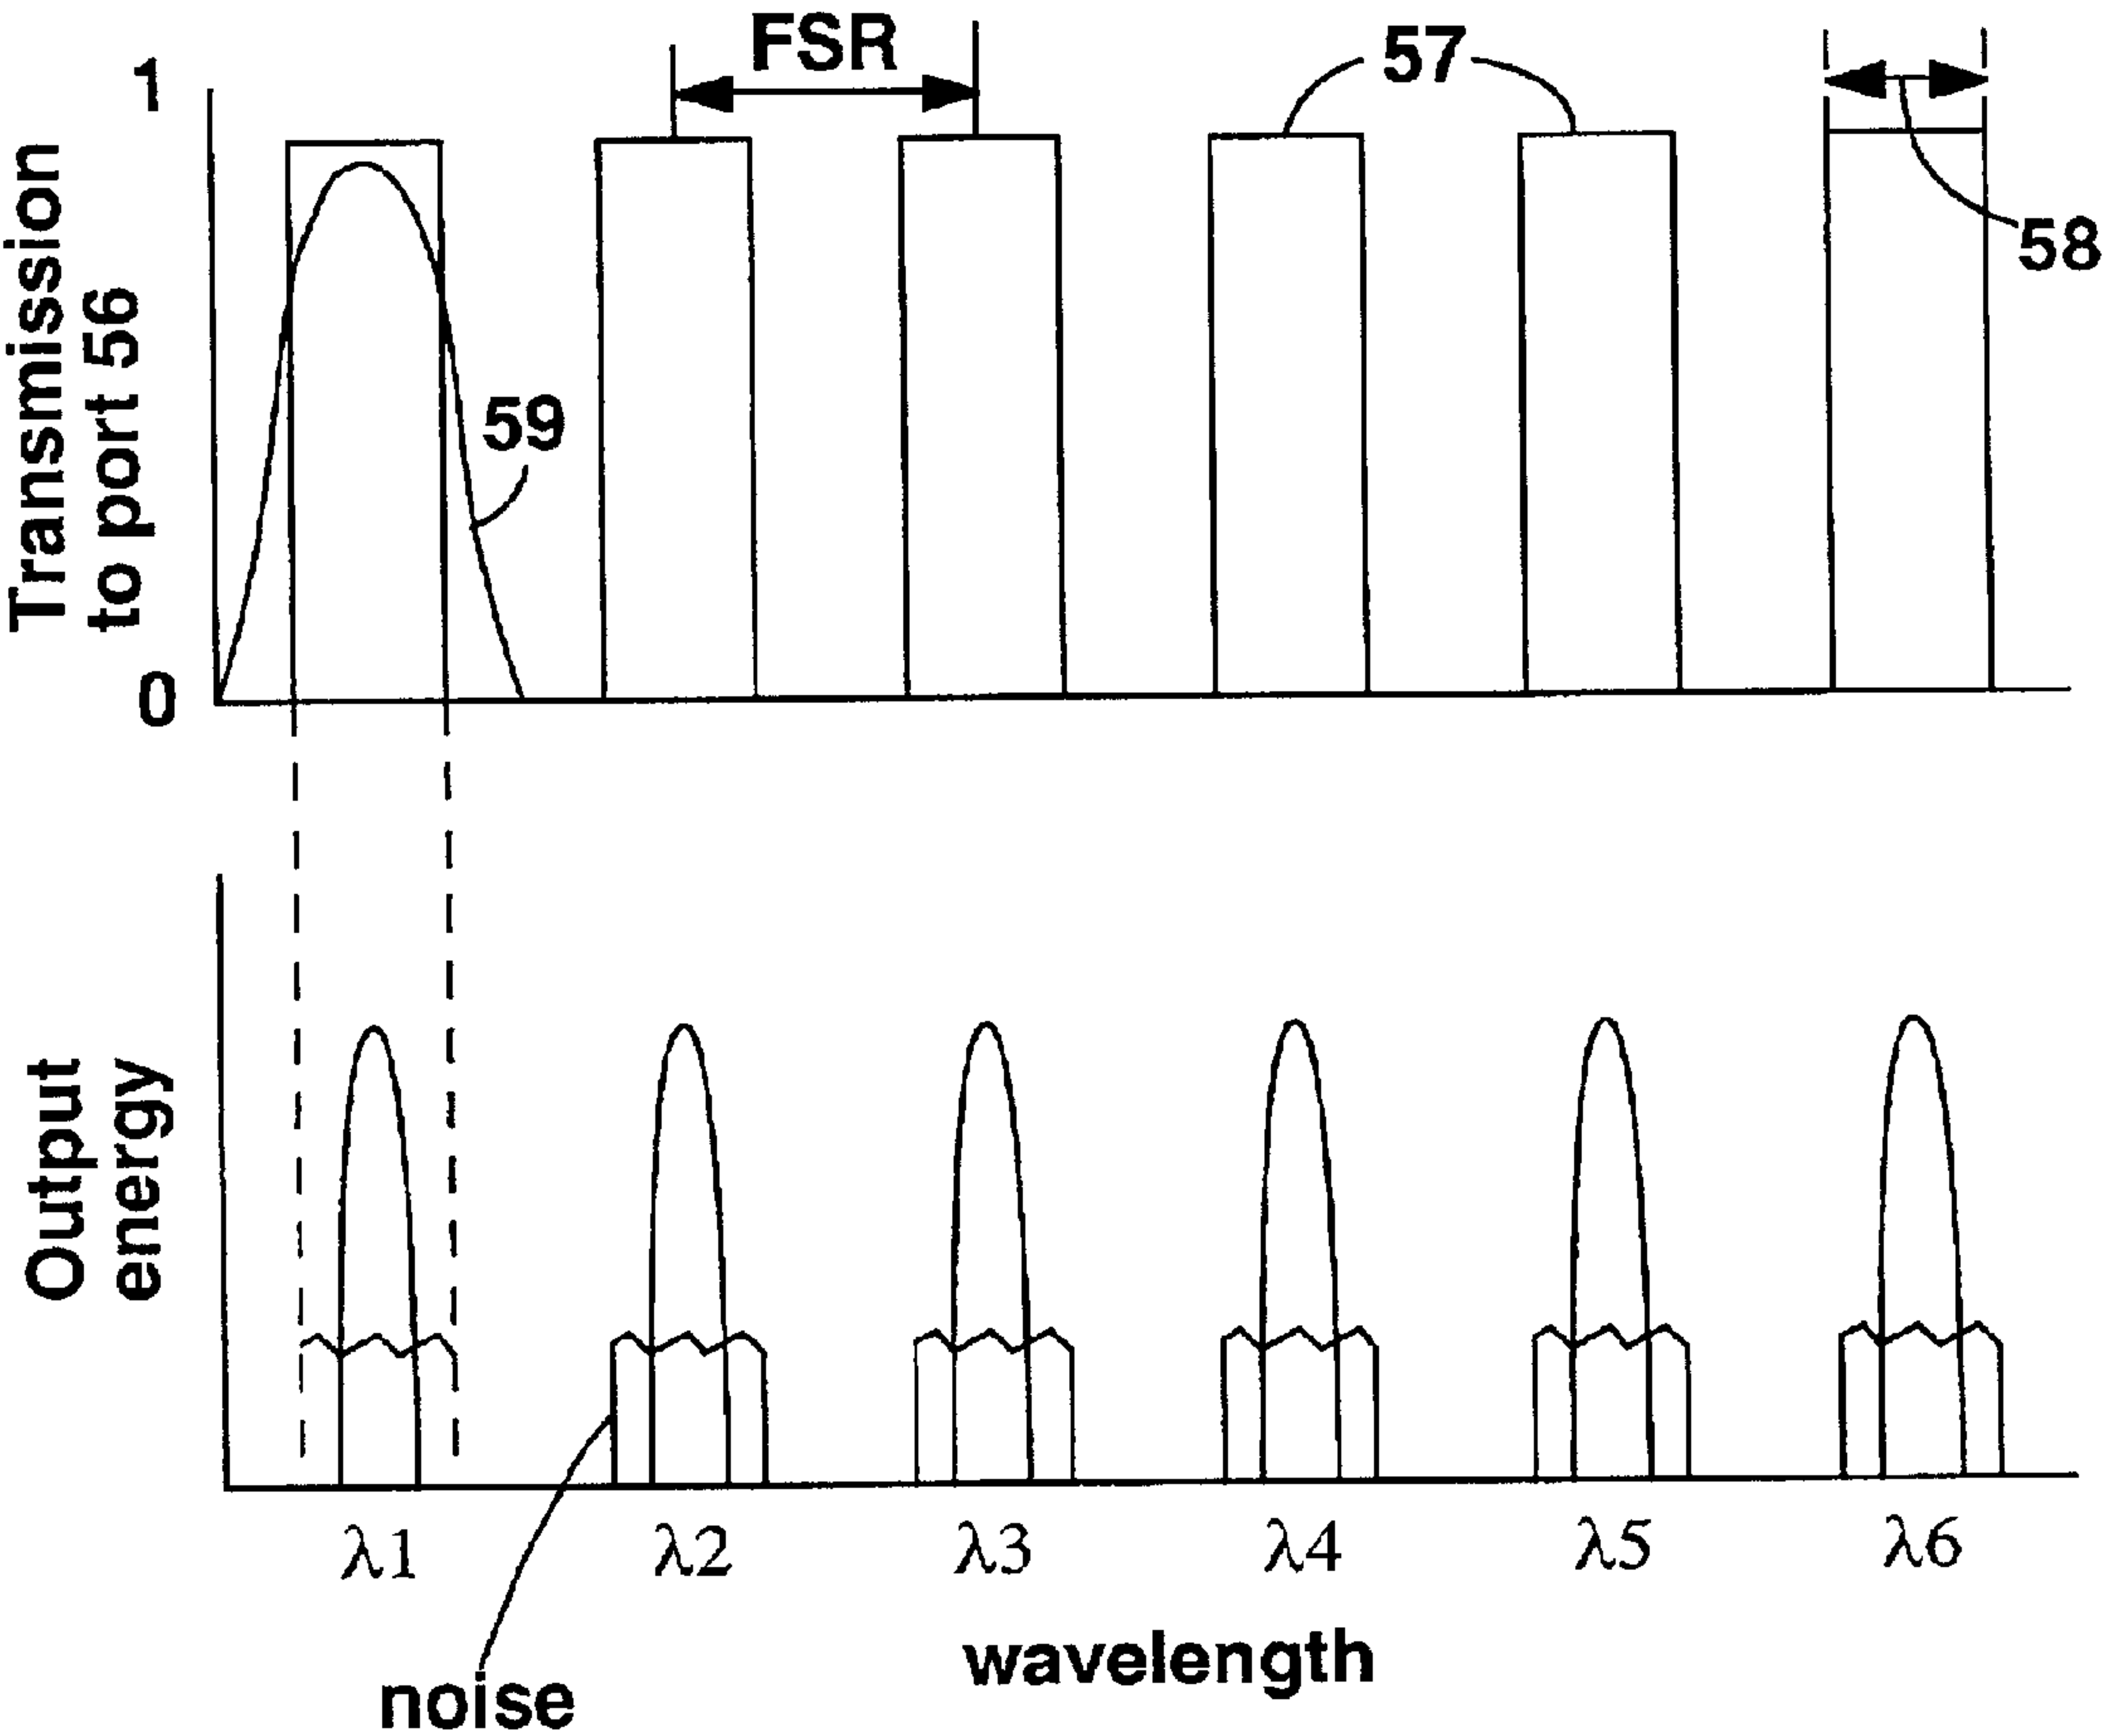 FSR
57
1
58
Transmission
to port 56
59
0
Output
energy
λ1 λ2 λ3 λ4 λ5 λ6
wavelength
noise